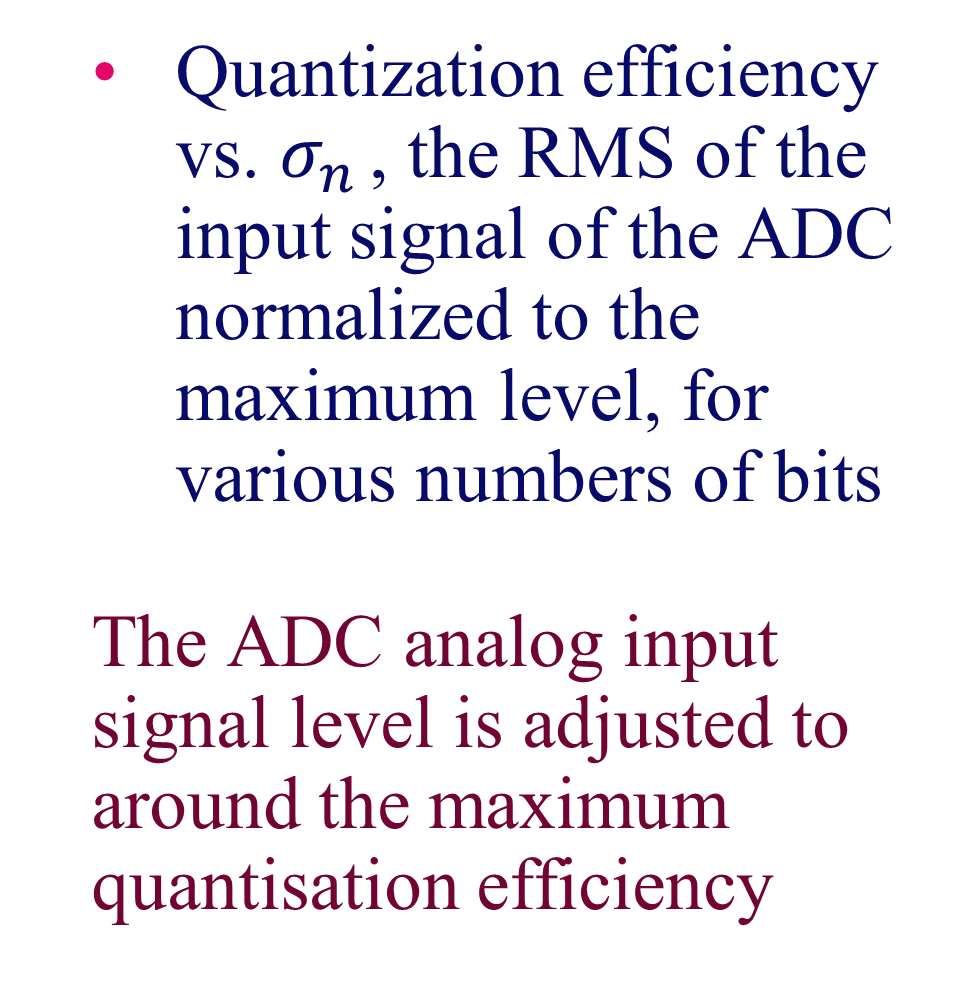 • Quantization efficiency
vs. σₙ , the RMS of the
input signal of the ADC
normalized to the
maximum level, for
various numbers of bits
The ADC analog input
signal level is adjusted to
around the maximum
quantisation efficiency